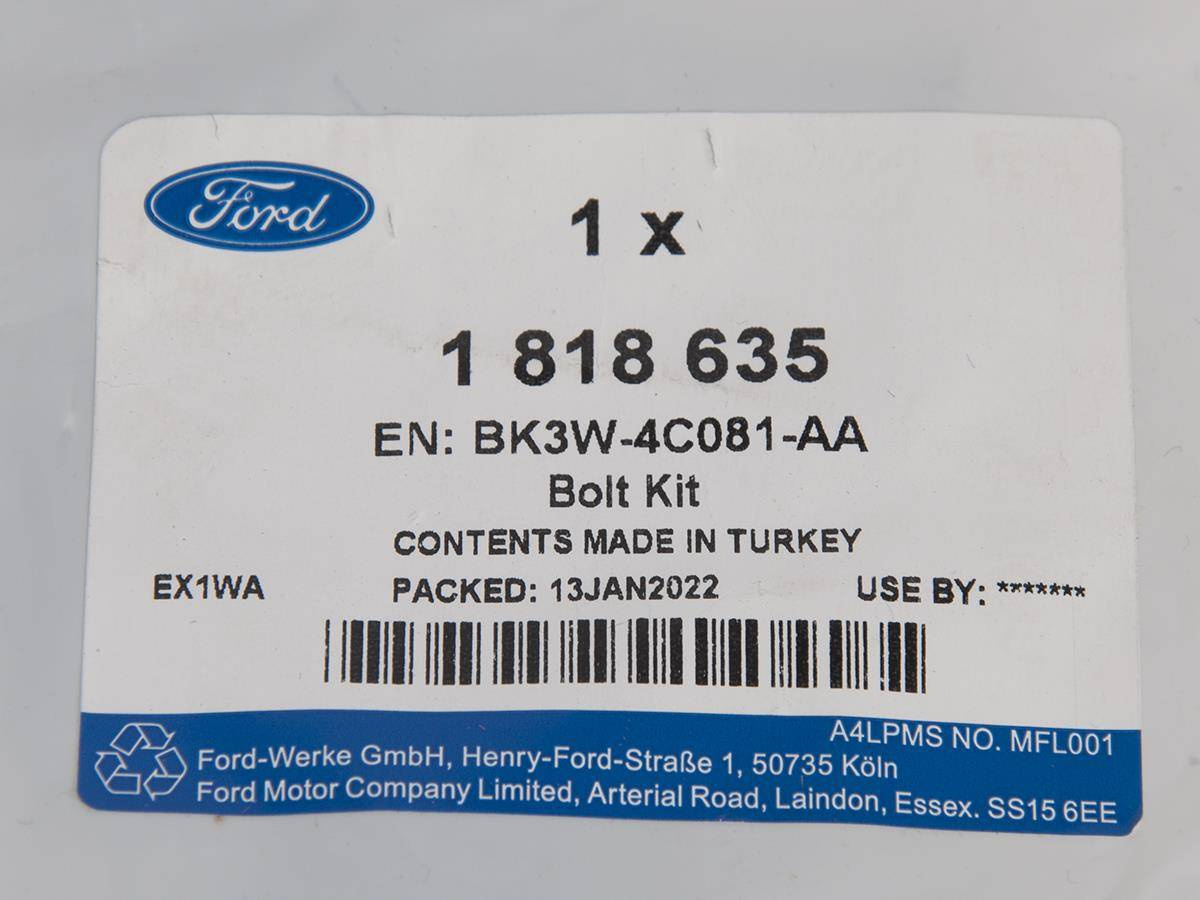 Ford
1 x
1 818 635
EN: BK3W-4C081-AA
Bolt Kit
CONTENTS MADE IN TURKEY
EX1WA PACKED: 13JAN2022 USE BY: *******
A4LPMS NO. MFL001
Ford-Werke GmbH, Henry-Ford-Straße 1, 50735 Köln
Ford Motor Company Limited, Arterial Road, Laindon, Essex. SS15 6EE